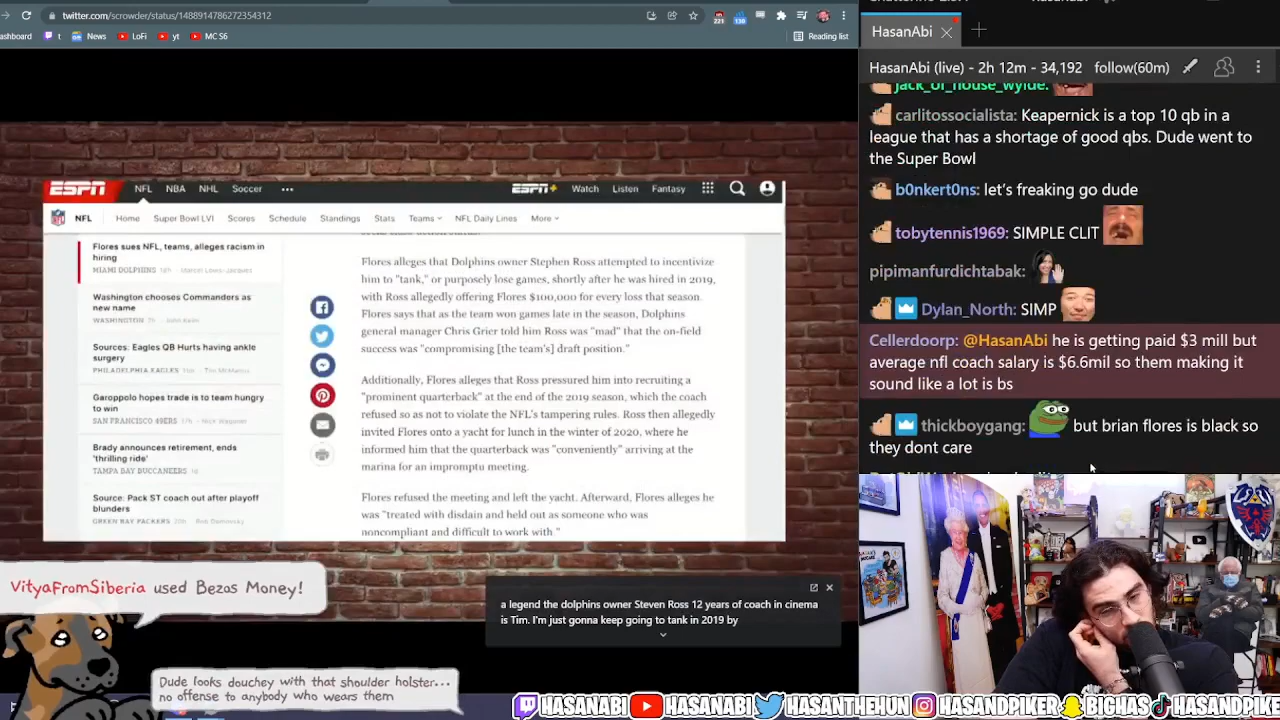 twitter.com/scrowder/status/1488914786272354312
ashboard
t
News
LoFi
yt
MC S6
Reading list
221
130
ESPN
NFL
NBA
NHL
Soccer
•••
ESPN+
Watch
Listen
Fantasy
NFL
Home
Super Bowl LVI
Scores
Schedule
Standings
Stats
Teams
NFL Daily Lines
More
Flores sues NFL, teams, alleges racism in
hiring
MIAMI DOLPHINS
Washington chooses Commanders as
new name
WASHINGTON
Sources: Eagles QB Hurts having ankle
surgery
PHILADELPHIA EAGLES
Garoppolo hopes trade is to team hungry
to win
SAN FRANCISCO 49ERS
Nick Wagoner
Brady announces retirement, ends
'thrilling ride'
TAMPA BAY BUCCANEERS
Source: Pack ST coach out after playoff
blunders
GREEN BAY PACKERS
Rob Demovsky
Flores alleges that Dolphins owner Stephen Ross attempted to incentivize
him to "tank," or purposely lose games, shortly after he was hired in 2019,
with Ross allegedly offering Flores $100,000 for every loss that season.
Flores says that as the team won games late in the season, Dolphins
general manager Chris Grier told him Ross was "mad" that the on-field
success was "compromising [the team's] draft position."
Additionally, Flores alleges that Ross pressured him into recruiting a
"prominent quarterback" at the end of the 2019 season, which the coach
refused so as not to violate the NFL's tampering rules. Ross then allegedly
invited Flores onto a yacht for lunch in the winter of 2020, where he
informed him that the quarterback was "conveniently" arriving at the
marina for an impromptu meeting.
Flores refused the meeting and left the yacht. Afterward, Flores alleges he
was "treated with disdain and held out as someone who was
noncompliant and difficult to work with."
VityaFromSiberia used Bezas Money!
Dude looks douchey with that shoulder holster...
no offense to anybody who wears them
a legend the dolphins owner Steven Ross 12 years of coach in cinema
is Tim. I'm just gonna keep going to tank in 2019 by
HasanAbi
HasanAbi (live) - 2h 12m - 34,192
follow(60m)
jack_of_house_wylde:
carlitossocialista: Keapernick is a top 10 qb in a
league that has a shortage of good qbs. Dude went to
the Super Bowl
b0nkert0ns: let's freaking go dude
tobytennis1969: SIMPLE CLIT
pipimanfurdichtabak:
Dylan_North: SIMP
Cellerdoorp: @HasanAbi he is getting paid $3 mill but
average nfl coach salary is $6.6mil so them making it
sound like a lot is bs
thickboygang: but brian flores is black so
they dont care
HASANABI
HASANABI
HASANTHEHUN
HASANDPIKER
BIGHAS
HASANDPIKE